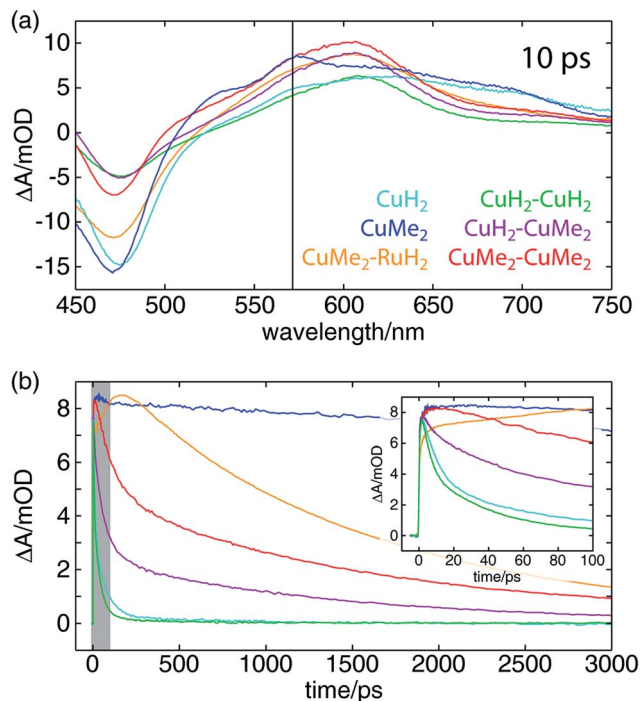 (a)
10
5
0
-5
-10
-15
ΔA/mOD
10 ps
CuH₂
CuH₂-CuH₂
CuMe₂
CuH₂-CuMe₂
CuMe₂-RuH₂
CuMe₂-CuMe₂
450 500 550 600 650 700 750
wavelength/nm
(b)
8
6
4
2
0
ΔA/mOD
8
6
4
2
0
ΔA/mOD
0 20 40 60 80 100
time/ps
0 500 1000 1500 2000 2500 3000
time/ps